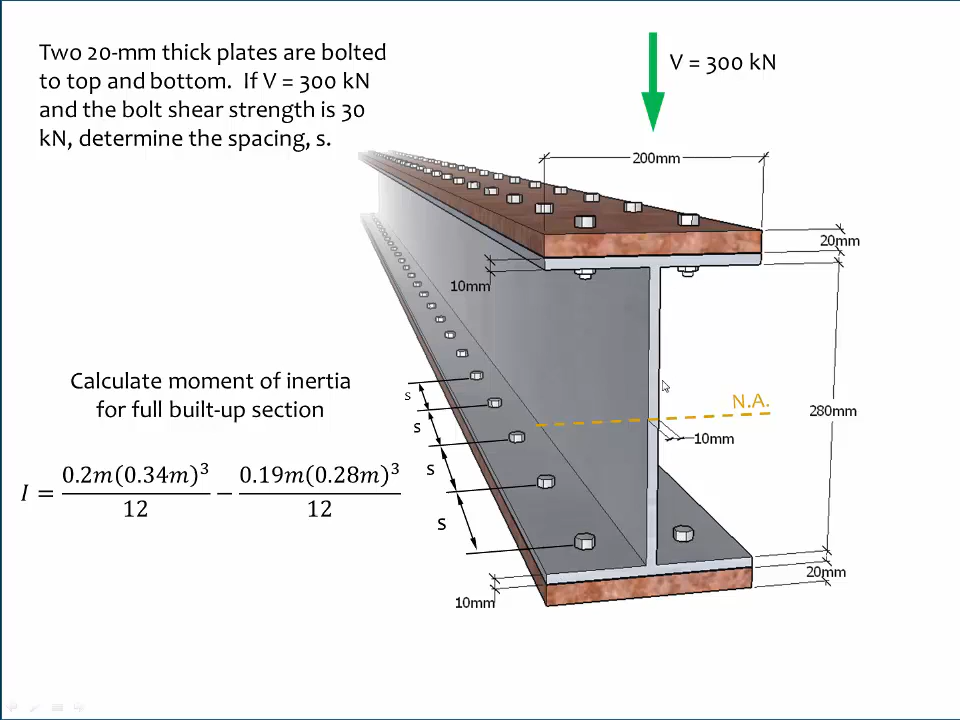 Two 20-mm thick plates are bolted
to top and bottom.  If V = 300 kN
and the bolt shear strength is 30
kN, determine the spacing, s.
V = 300 kN
200mm
20mm
10mm
Calculate moment of inertia
for full built-up section
I = 0.2m(0.34m)³/12 − 0.19m(0.28m)³/12
N.A.
280mm
10mm
s
s
s
s
20mm
10mm